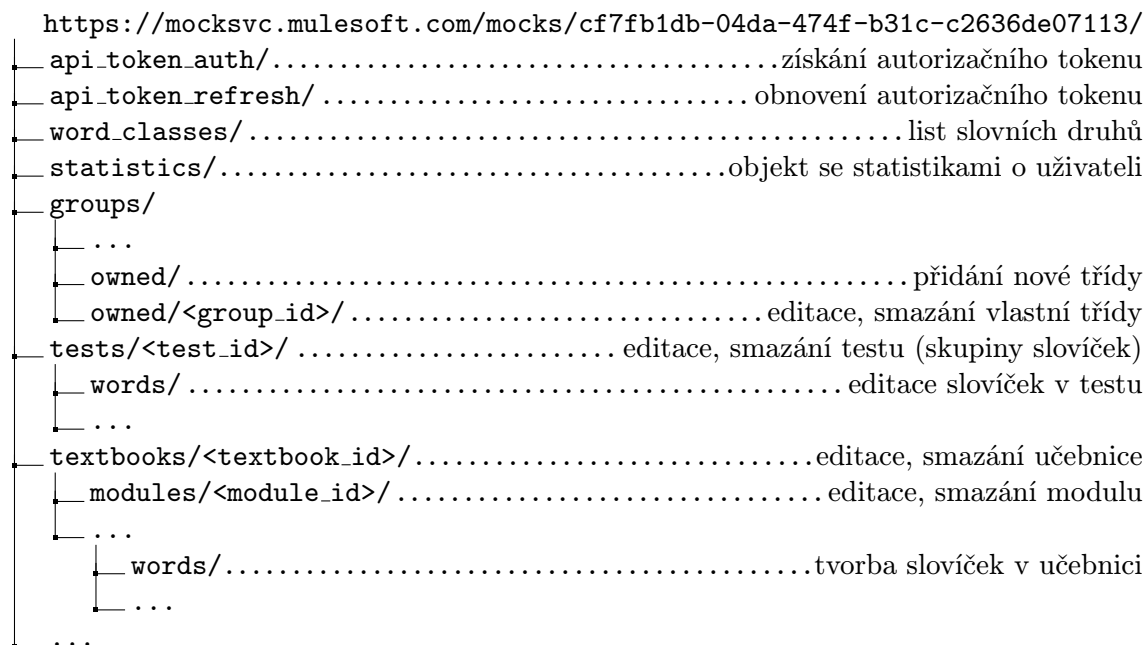 https://mocksvc.mulesoft.com/mocks/cf7fb1db-04da-474f-b31c-c2636de07113/
api_token_auth/......................................získání autorizačního tokenu
api_token_refresh/................................obnovení autorizačního tokenu
word_classes/.................................................list slovních druhů
statistics/......................................objekt se statistikami o uživateli
groups/
...
owned/......................................................přidání nové třídy
owned/<group_id>/...............................editace, smazání vlastní třídy
tests/<test_id>/........................editace, smazání testu (skupiny slovíček)
words/.................................................editace slovíček v testu
...
textbooks/<textbook_id>/..............................editace, smazání učebnice
modules/<module_id>/................................editace, smazání modulu
...
words/............................................tvorba slovíček v učebnici
...
...